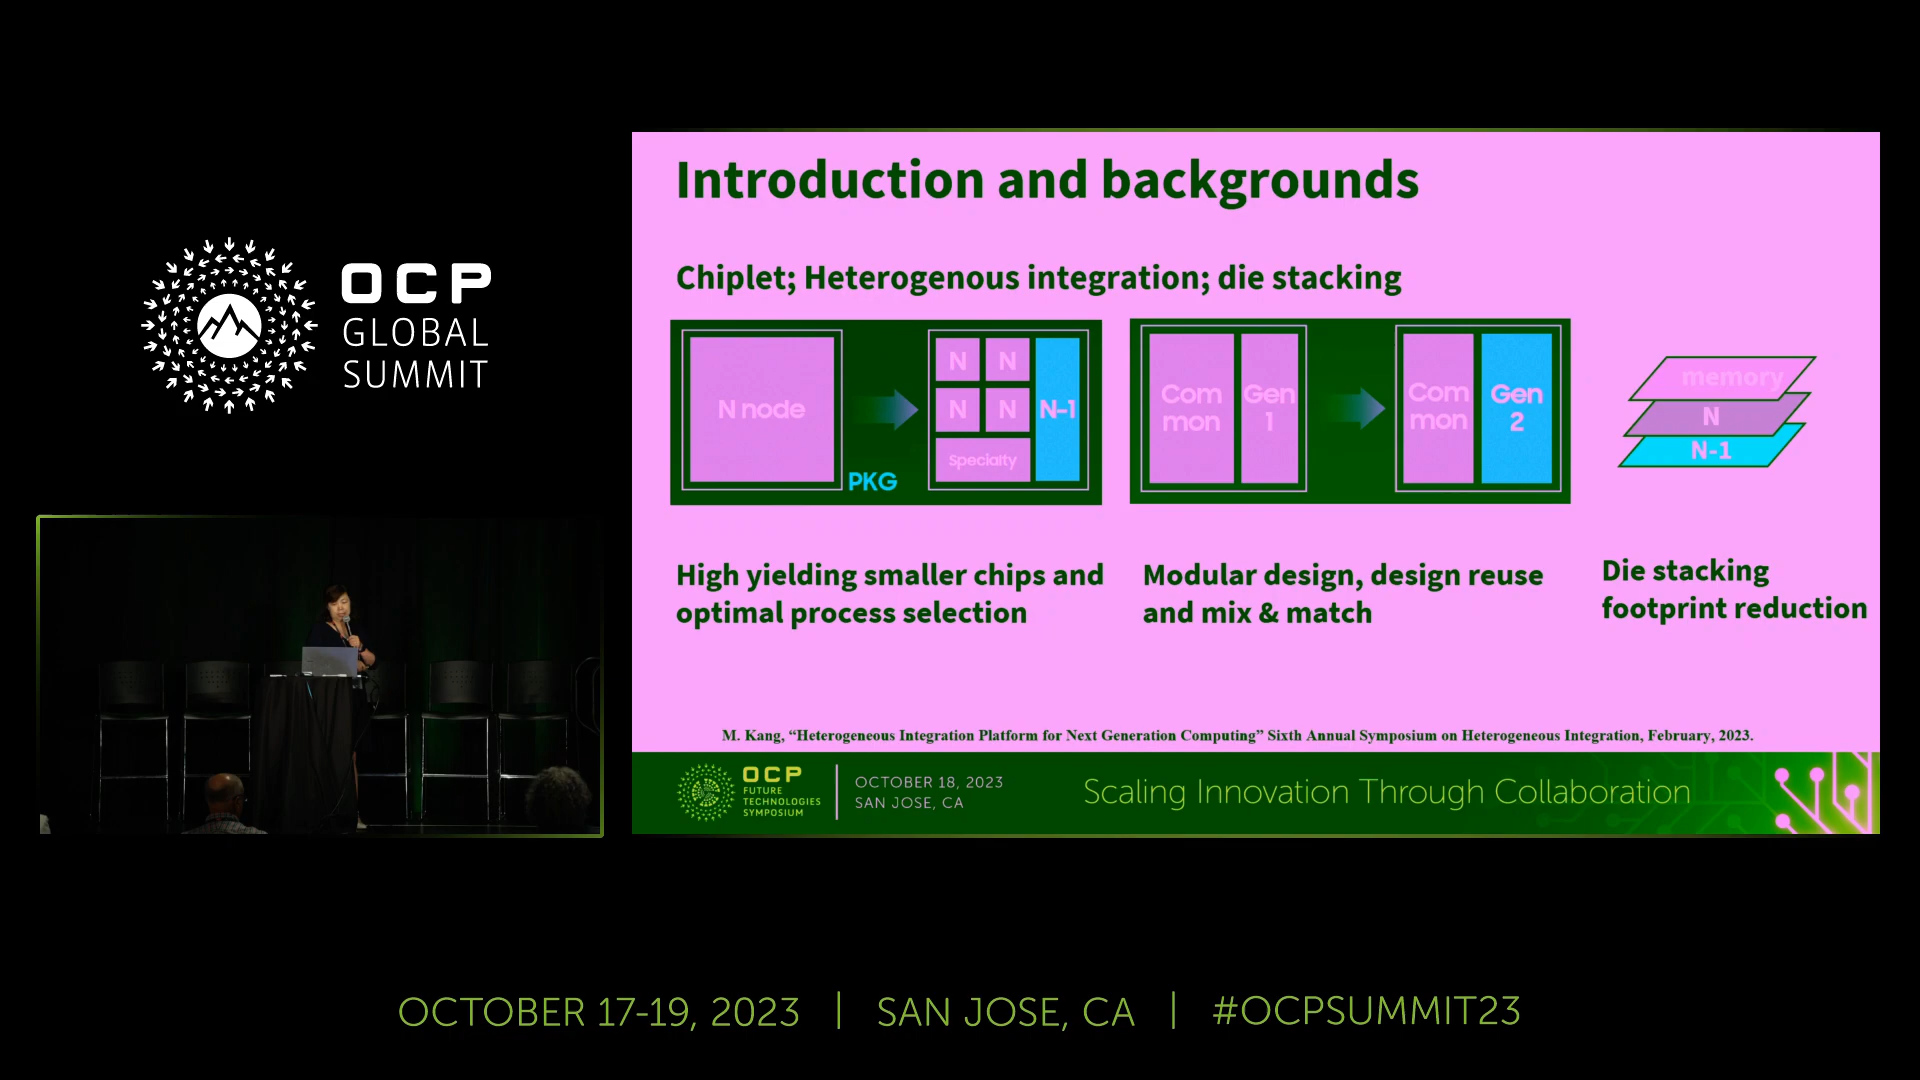 OCP
GLOBAL
SUMMIT
Introduction and backgrounds
Chiplet; Heterogenous integration; die stacking
N node
PKG
N N
N N
Specialty
N-1
Com
mon
Gen
1
Com
mon
Gen
2
memory
N
N-1
High yielding smaller chips and
optimal process selection
Modular design, design reuse
and mix & match
Die stacking
footprint reduction
M. Kang, “Heterogeneous Integration Platform for Next Generation Computing” Sixth Annual Symposium on Heterogeneous Integration, February, 2023.
OCP
FUTURE
TECHNOLOGIES
SYMPOSIUM
OCTOBER 18, 2023
SAN JOSE, CA
Scaling Innovation Through Collaboration
OCTOBER 17-19, 2023 | SAN JOSE, CA | #OCPSUMMIT23